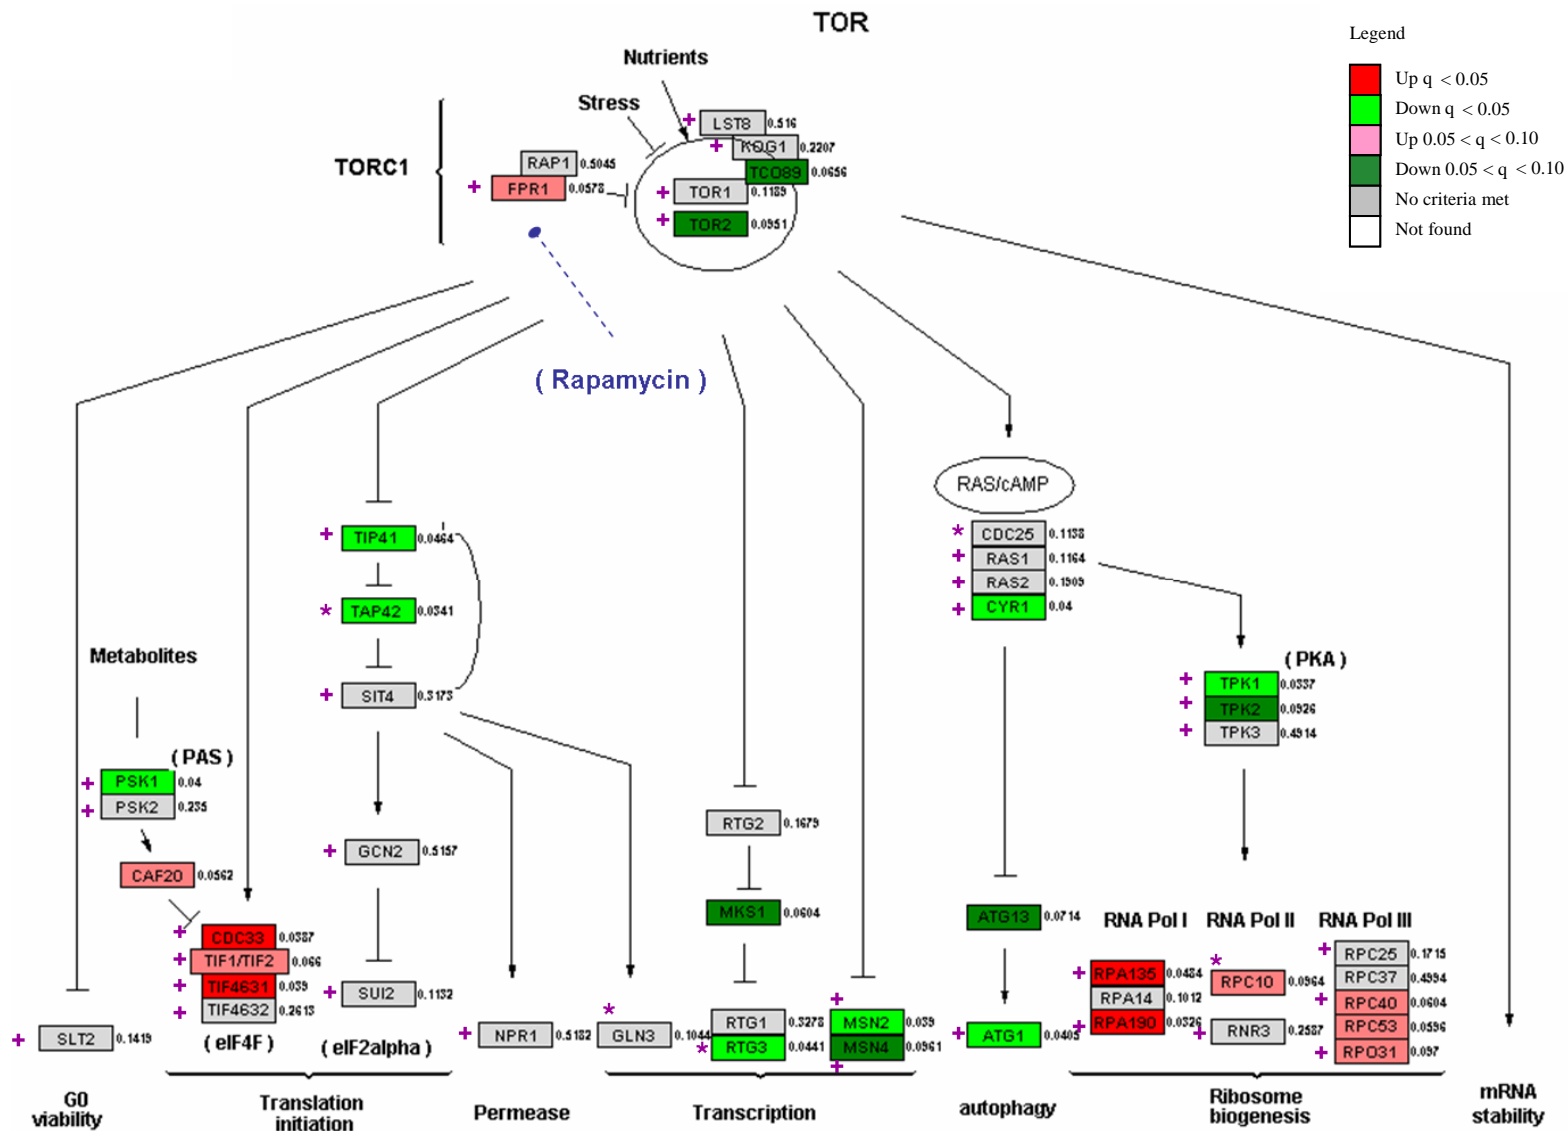 TOR
Legend
Up q < 0.05
Down q < 0.05
Up 0.05 < q < 0.10
Down 0.05 < q < 0.10
No criteria met
Not found
Nutrients
Stress
TORC1
+ LST8 0.516
+ KOG1 0.2207
TCO89 0.0656
RAP1 0.5045
+ FPR1 0.0578
+ TOR1 0.1189
+ TOR2 0.0951
( Rapamycin )
RAS/cAMP
* CDC25 0.1138
+ RAS1 0.1164
+ RAS2 0.1909
+ CYR1 0.04
+ TIP41 0.0464
* TAP42 0.0341
+ SIT4 0.3173
Metabolites
( PAS )
+ PSK1 0.04
+ PSK2 0.235
CAF20 0.0562
( PKA )
+ TPK1 0.0337
+ TPK2 0.0926
+ TPK3 0.4914
+ GCN2 0.5157
RTG2 0.1679
MKS1 0.0604
ATG13 0.0714
+ CDC33 0.0387
+ TIF1/TIF2 0.066
+ TIF4631 0.039
+ TIF4632 0.2613
( eIF4F )
+ SUI2 0.1132
( eIF2alpha )
+ SLT2 0.1419
+ NPR1 0.5182
* GLN3 0.1044
RTG1 0.3278
* RTG3 0.0441
+ MSN2 0.039
+ MSN4 0.0961
+ ATG1 0.0405
RNA Pol I
RNA Pol II
RNA Pol III
+ RPA135 0.0484
RPA14 0.1012
+ RPA190 0.0326
* RPC10 0.0964
+ RNR3 0.2587
+ RPC25 0.1715
RPC37 0.4994
+ RPC40 0.0604
RPC53 0.0596
+ RPO31 0.097
G0
viability
Translation
initiation
Permease
Transcription
autophagy
Ribosome
biogenesis
mRNA
stability